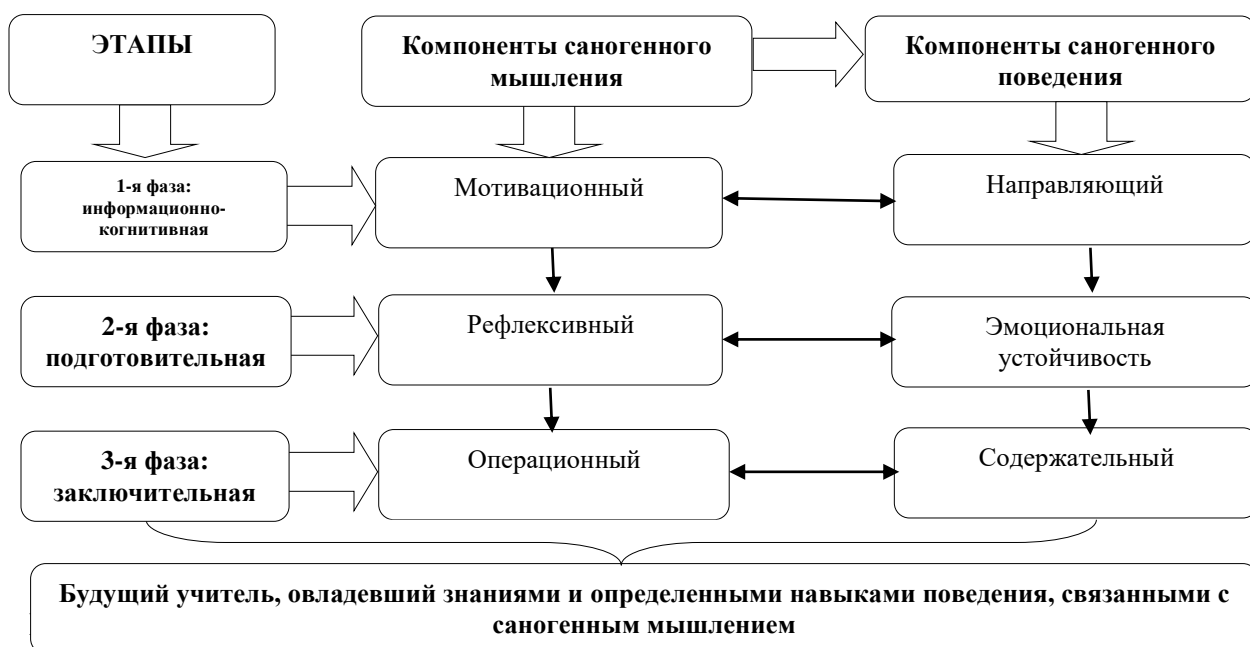 ЭТАПЫ
Компоненты саногенного
мышления
Компоненты саногенного
поведения
1-я фаза:
информационно-
когнитивная
Мотивационный
Направляющий
2-я фаза:
подготовительная
Рефлексивный
Эмоциональная
устойчивость
3-я фаза:
заключительная
Операционный
Содержательный
Будущий учитель, овладевший знаниями и определенными навыками поведения, связанными с
саногенным мышлением